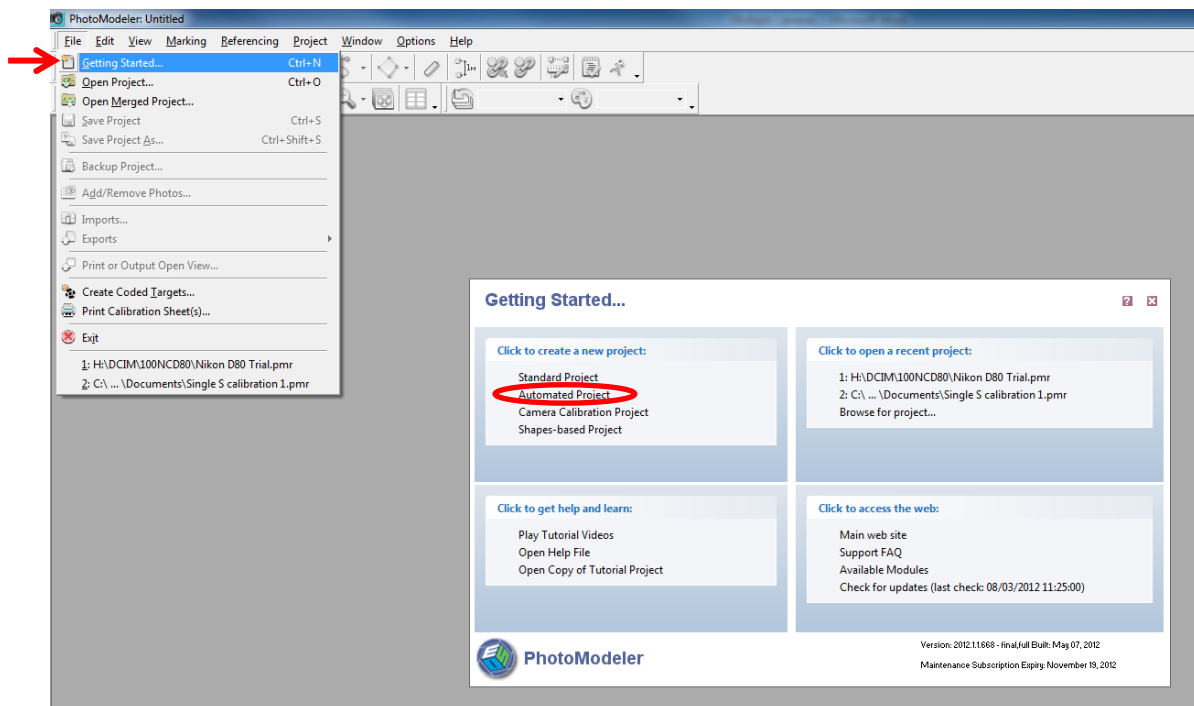 PhotoModeler: Untitled
File Edit View Marking Referencing Project Window Options Help
Getting Started... Ctrl+N
Open Project... Ctrl+O
Open Merged Project...
Save Project Ctrl+S
Save Project As... Ctrl+Shift+S
Backup Project...
Add/Remove Photos...
Imports...
Exports
Print or Output Open View...
Create Coded Targets...
Print Calibration Sheet(s)...
Exit
1: H:\DCIM\100NCD80\Nikon D80 Trial.pmr
2: C:\ ... \Documents\Single S calibration 1.pmr
Getting Started...
Click to create a new project:
Standard Project
Automated Project
Camera Calibration Project
Shapes-based Project
Click to open a recent project:
1: H:\DCIM\100NCD80\Nikon D80 Trial.pmr
2: C:\ ... \Documents\Single S calibration 1.pmr
Browse for project...
Click to get help and learn:
Play Tutorial Videos
Open Help File
Open Copy of Tutorial Project
Click to access the web:
Main web site
Support FAQ
Available Modules
Check for updates (last check: 08/03/2012 11:25:00)
PhotoModeler
Version: 2012.1.1.668 - final,full Built: May 07, 2012
Maintenance Subscription Expiry: November 19, 2012